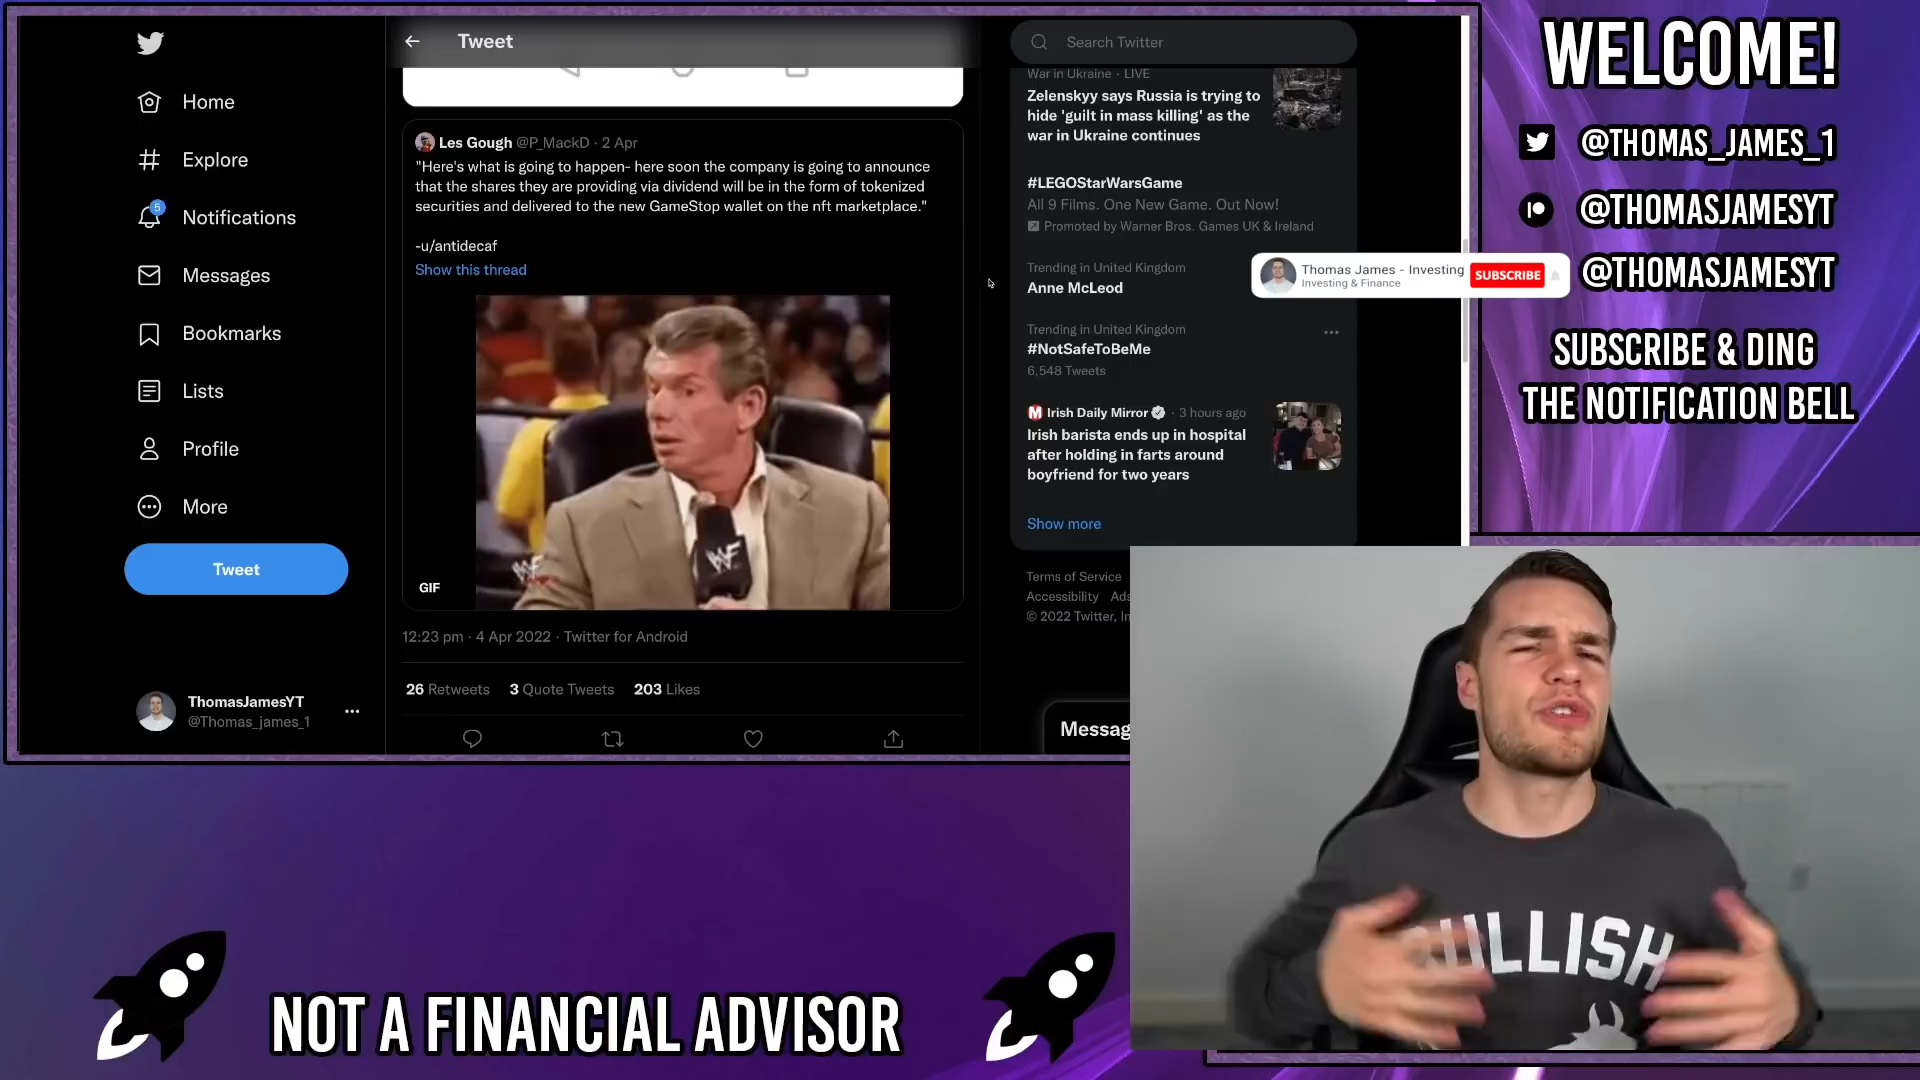 Tweet
Search Twitter
Home
Explore
5
Notifications
Messages
Bookmarks
Lists
Profile
More
Tweet
ThomasJamesYT
@Thomas_james_1
Les Gough @P_MackD · 2 Apr
"Here's what is going to happen- here soon the company is going to announce
that the shares they are providing via dividend will be in the form of tokenized
securities and delivered to the new GameStop wallet on the nft marketplace."
-u/antidecaf
Show this thread
GIF
12:23 pm · 4 Apr 2022 · Twitter for Android
26 Retweets 3 Quote Tweets 203 Likes
War in Ukraine · LIVE
Zelenskyy says Russia is trying to
hide 'guilt in mass killing' as the
war in Ukraine continues
#LEGOStarWarsGame
All 9 Films. One New Game. Out Now!
Promoted by Warner Bros. Games UK & Ireland
Trending in United Kingdom
Anne McLeod
Trending in United Kingdom
#NotSafeToBeMe
6,548 Tweets
Irish Daily Mirror · 3 hours ago
Irish barista ends up in hospital
after holding in farts around
boyfriend for two years
Show more
Terms of Service
Accessibility
© 2022 Twitter,
Thomas James - Investing
Investing & Finance
SUBSCRIBE
WELCOME!
@THOMAS_JAMES_1
@THOMASJAMESYT
@THOMASJAMESYT
SUBSCRIBE & DING
THE NOTIFICATION BELL
NOT A FINANCIAL ADVISOR
BULLISH